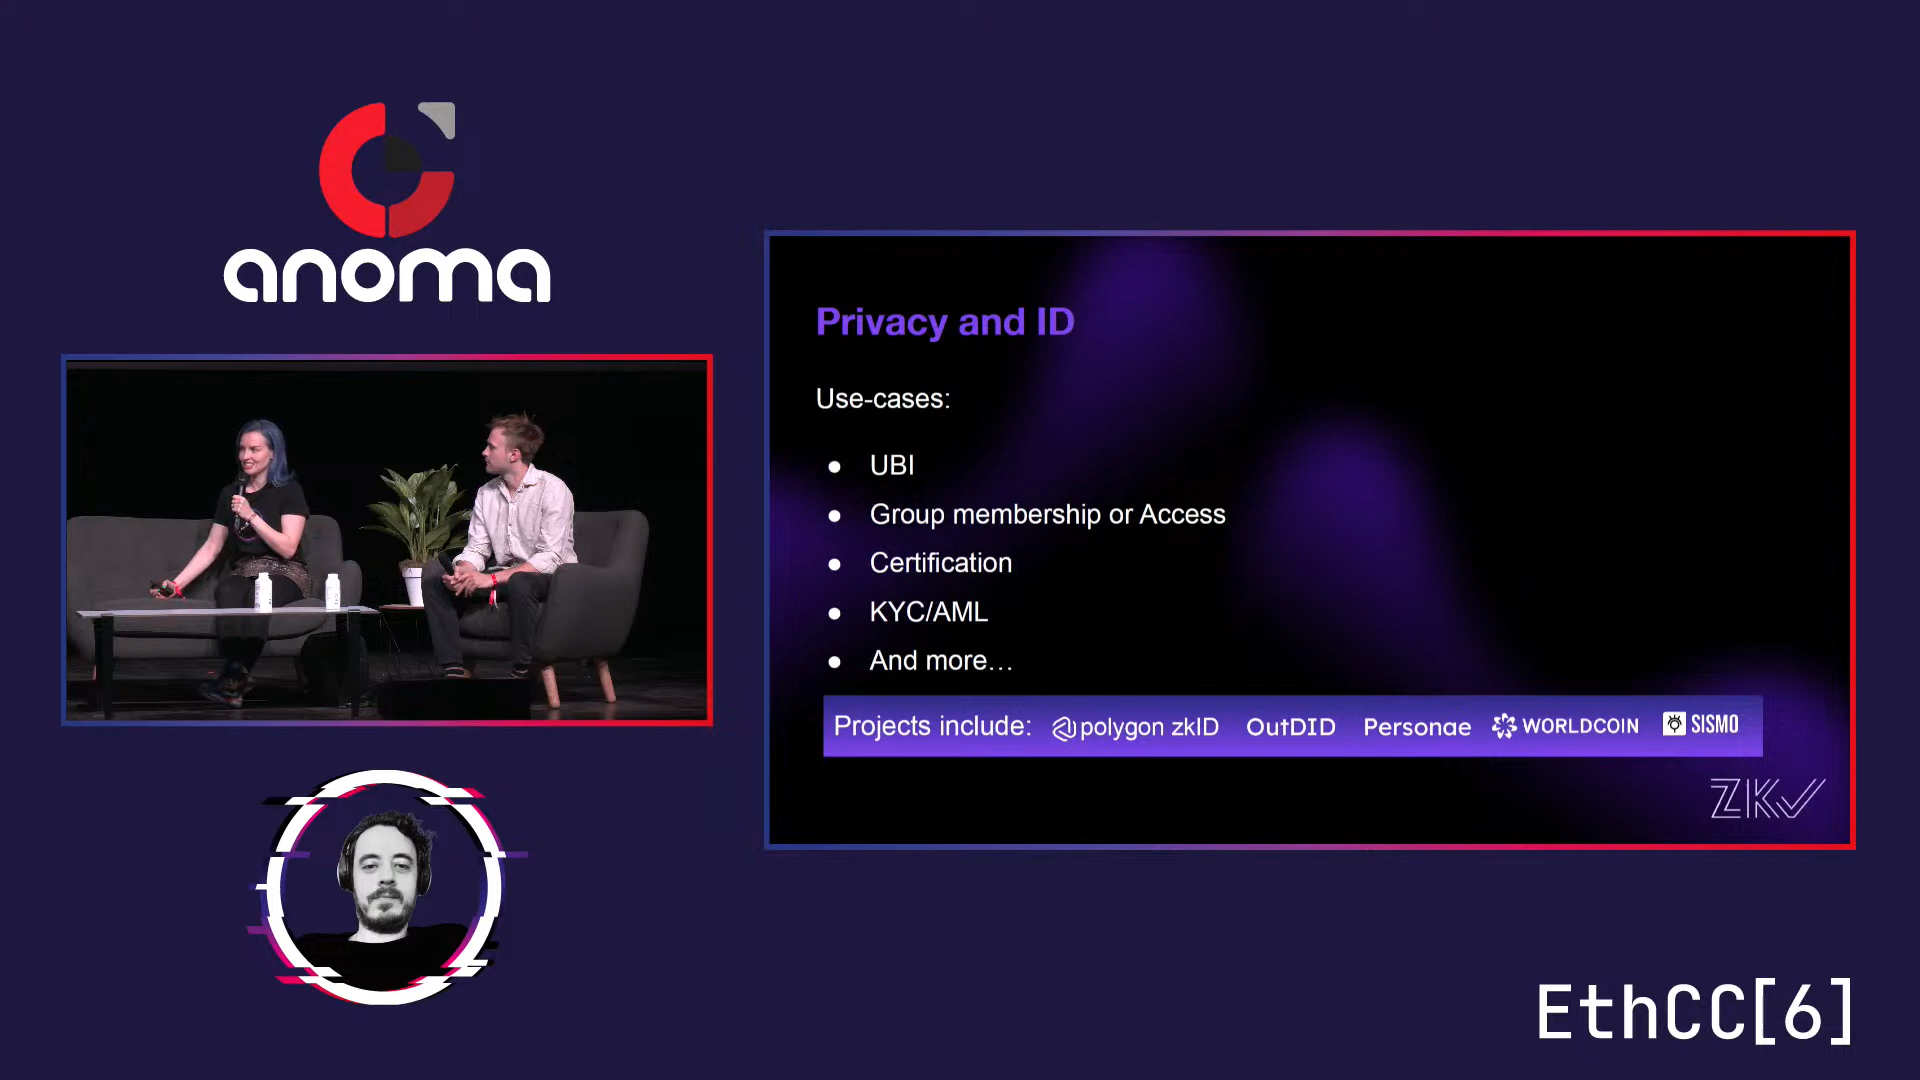 anoma
Privacy and ID
Use-cases:
● UBI
● Group membership or Access
● Certification
● KYC/AML
● And more…
Projects include: polygon zkID OutDID Personae WORLDCOIN SISMO
ZKV
EthCC[6]